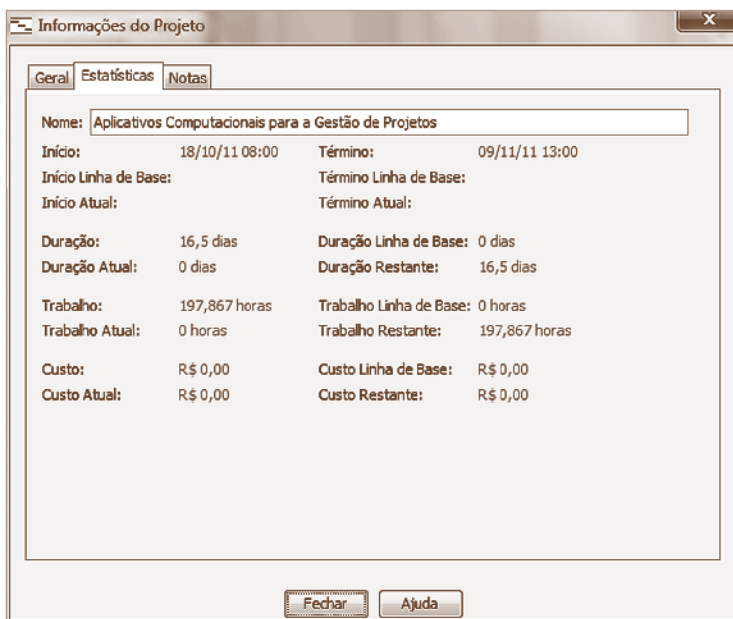 Informações do Projeto
Geral Estatísticas Notas
Nome: Aplicativos Computacionais para a Gestão de Projetos
Início: 18/10/11 08:00 Término: 09/11/11 13:00
Início Linha de Base: Término Linha de Base:
Início Atual: Término Atual:
Duração: 16,5 dias Duração Linha de Base: 0 dias
Duração Atual: 0 dias Duração Restante: 16,5 dias
Trabalho: 197,867 horas Trabalho Linha de Base: 0 horas
Trabalho Atual: 0 horas Trabalho Restante: 197,867 horas
Custo: R$ 0,00 Custo Linha de Base: R$ 0,00
Custo Atual: R$ 0,00 Custo Restante: R$ 0,00
Fechar Ajuda